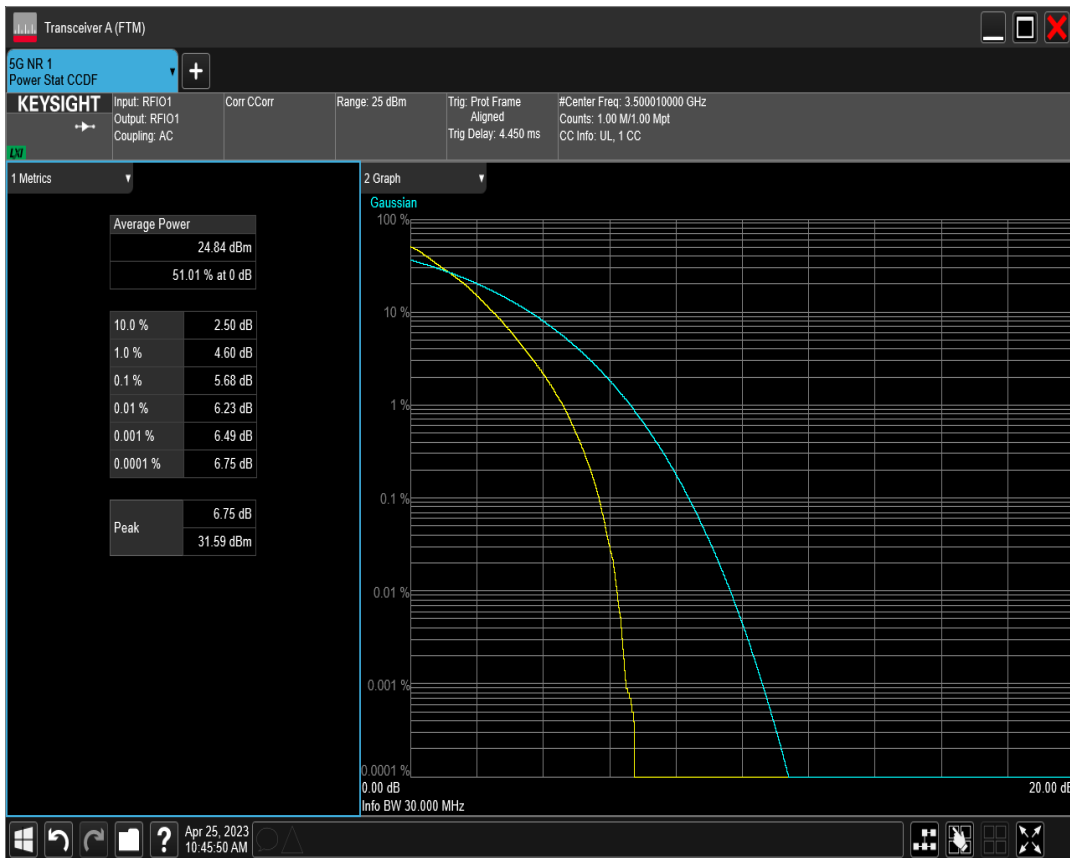 Transceiver A (FTM)
5G NR 1
Power Stat CCDF
KEYSIGHT
LXI
Input: RFIO1
Output: RFIO1
Coupling: AC
Corr CCorr
Range: 25 dBm
Trig: Prot Frame
Aligned
Trig Delay: 4.450 ms
#Center Freq: 3.500010000 GHz
Counts: 1.00 M/1.00 Mpt
CC Info: UL, 1 CC
1 Metrics
Average Power
24.84 dBm
51.01 % at 0 dB
10.0 % 2.50 dB
1.0 % 4.60 dB
0.1 % 5.68 dB
0.01 % 6.23 dB
0.001 % 6.49 dB
0.0001 % 6.75 dB
Peak
6.75 dB
31.59 dBm
2 Graph
Gaussian
100 %
10 %
1 %
0.1 %
0.01 %
0.001 %
0.0001 %
0.00 dB 20.00 dB
Info BW 30.000 MHz
? Apr 25, 2023
10:45:50 AM